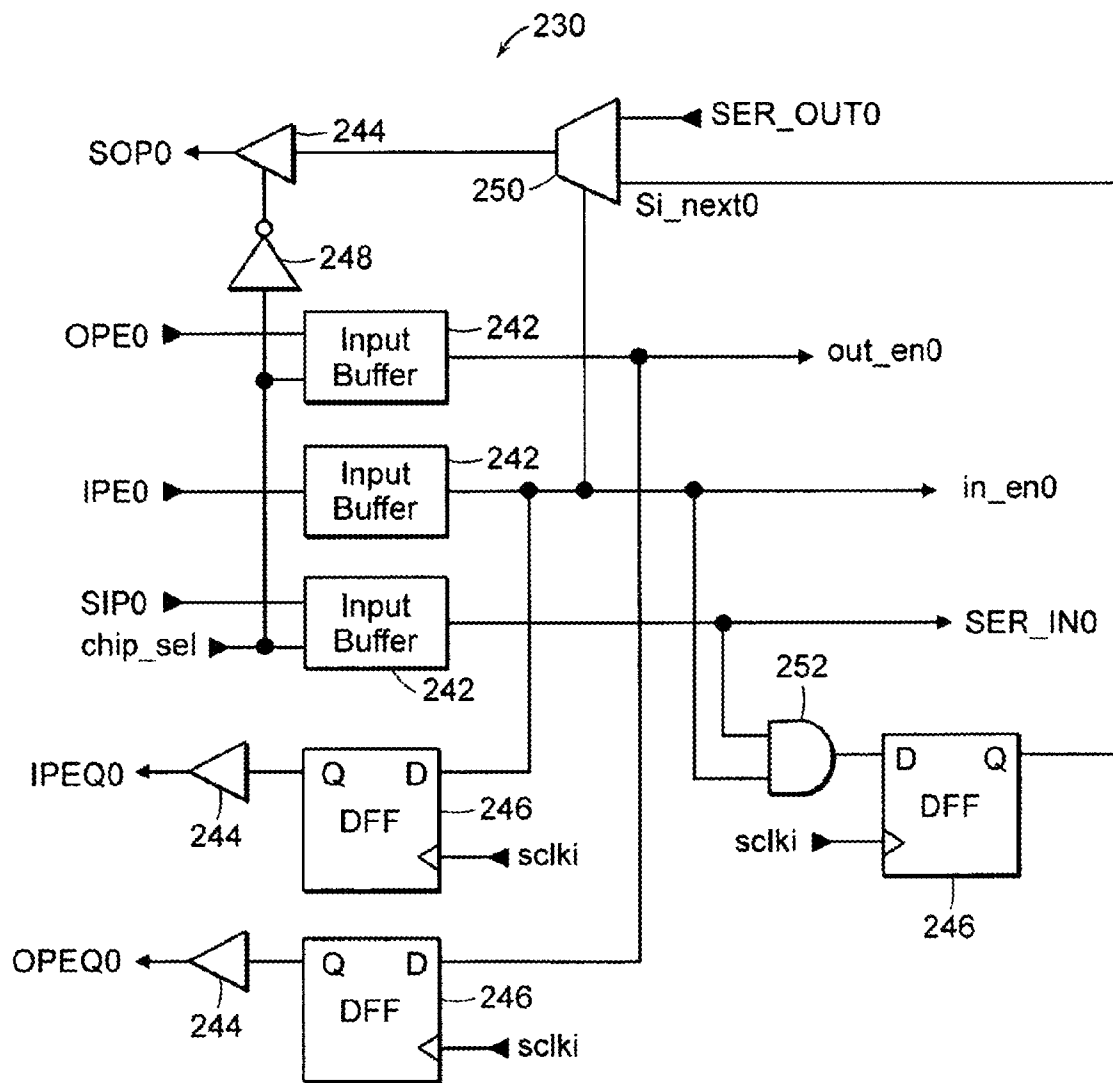 230
SER_OUT0
244
SOP0
250
Si_next0
248
OPE0
Input
Buffer
242
out_en0
IPE0
Input
Buffer
242
in_en0
SIP0
chip_sel
Input
Buffer
242
SER_IN0
252
IPEQ0
244
Q D
DFF
246
sclki
D Q
DFF
sclki
246
OPEQ0
244
Q D
DFF
246
sclki